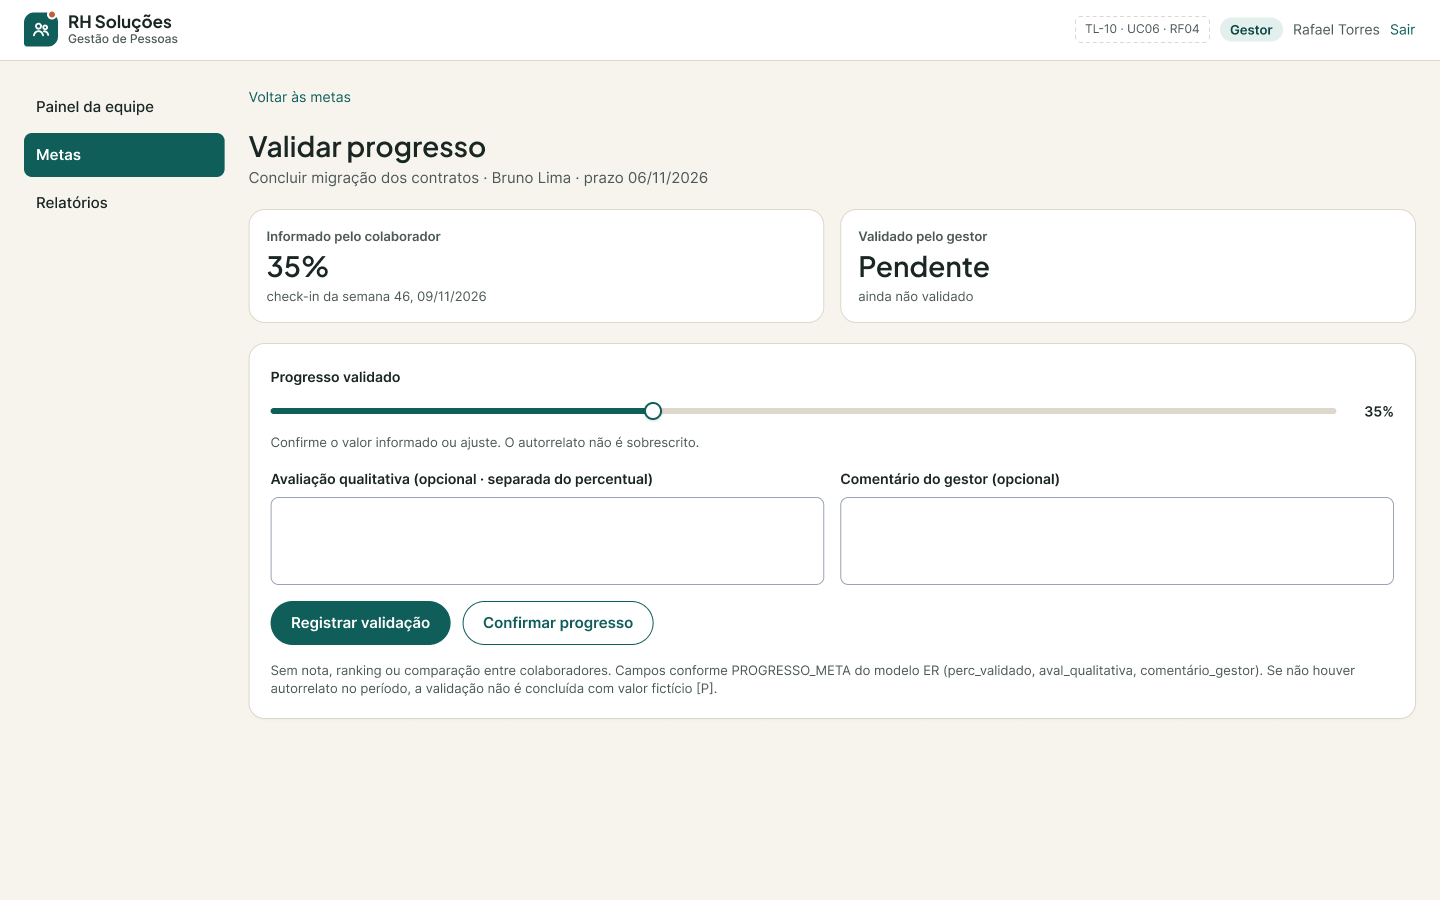 RH Soluções
Gestão de Pessoas
TL-10 · UC06 · RF04
Gestor
Rafael Torres
Sair
Painel da equipe
Metas
Relatórios
Voltar às metas
Validar progresso
Concluir migração dos contratos · Bruno Lima · prazo 06/11/2026
Informado pelo colaborador
35%
check-in da semana 46, 09/11/2026
Validado pelo gestor
Pendente
ainda não validado
Progresso validado
35%
Confirme o valor informado ou ajuste. O autorrelato não é sobrescrito.
Avaliação qualitativa (opcional · separada do percentual)
Comentário do gestor (opcional)
Registrar validação
Confirmar progresso
Sem nota, ranking ou comparação entre colaboradores. Campos conforme PROGRESSO_META do modelo ER (perc_validado, aval_qualitativa, comentário_gestor). Se não houver
autorrelato no período, a validação não é concluída com valor fictício [P].